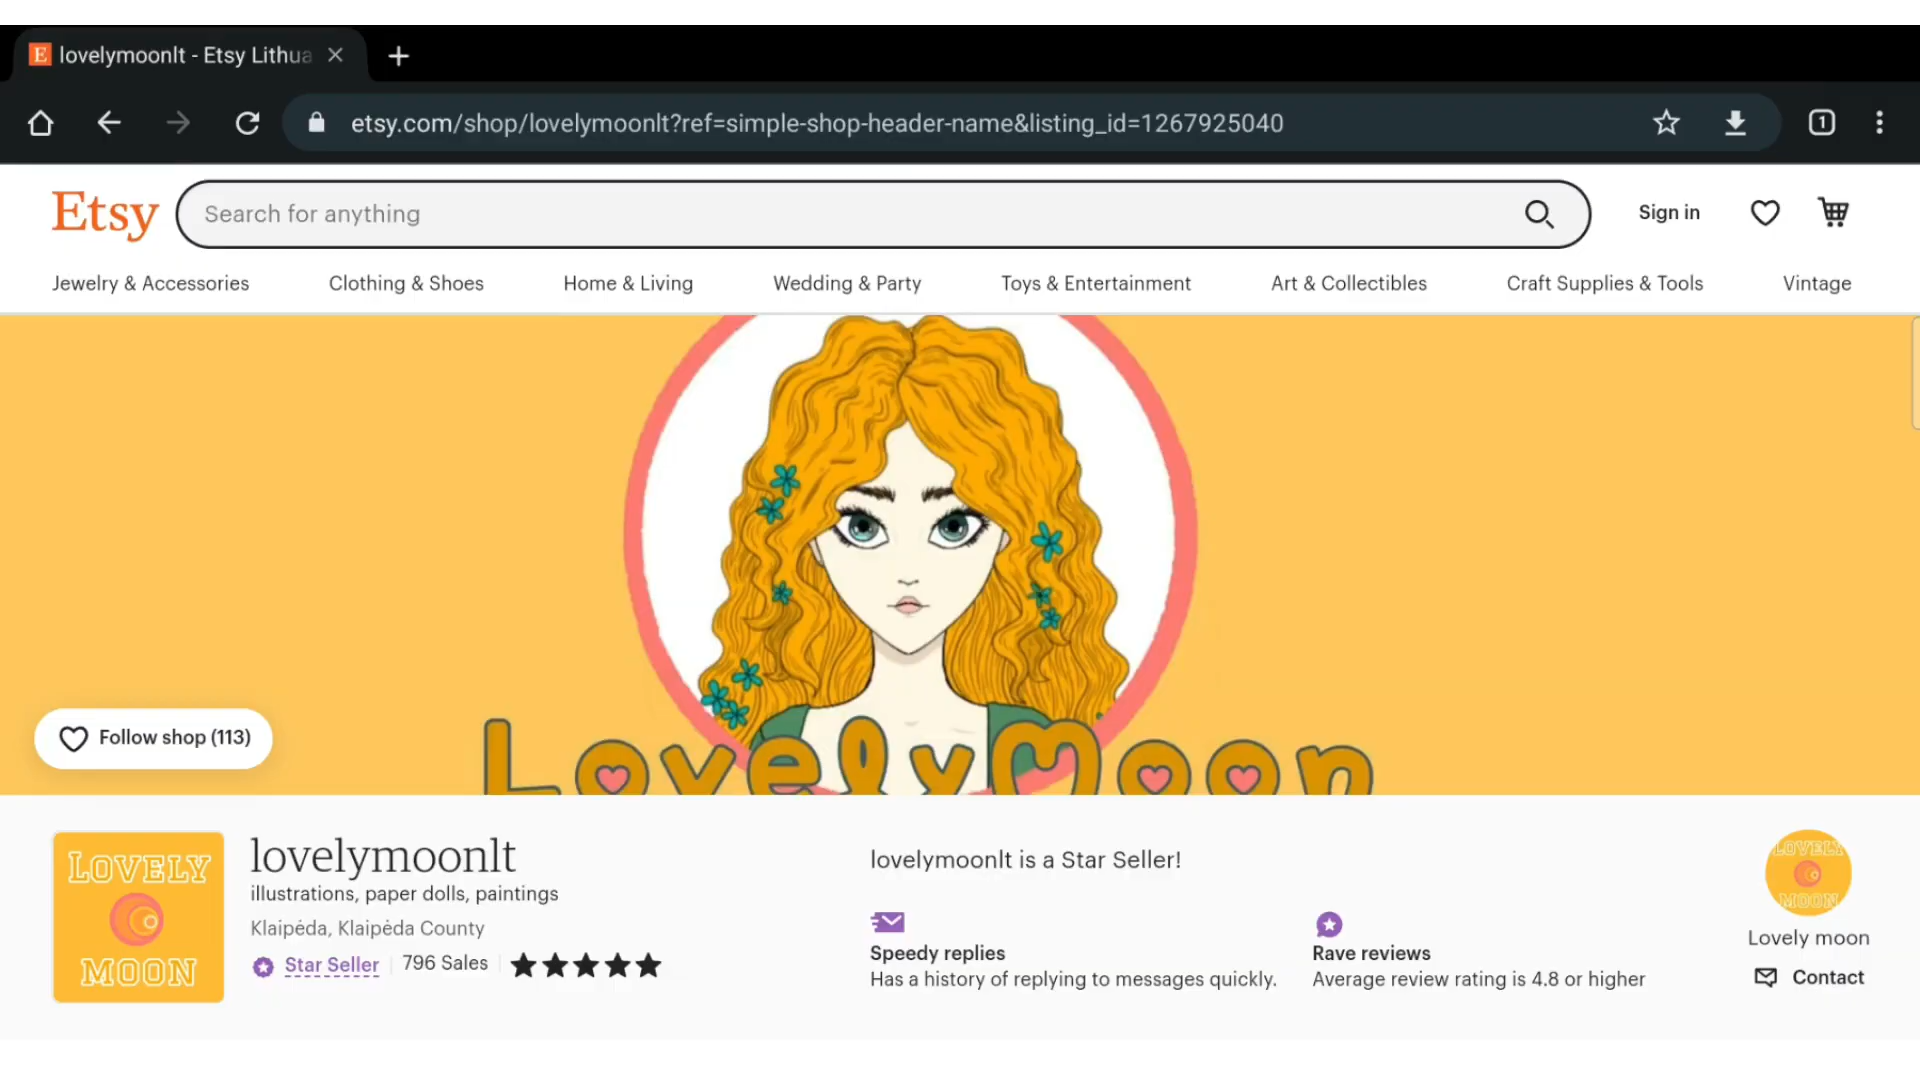 E lovelymoonlt - Etsy Lithua
etsy.com/shop/lovelymoonlt?ref=simple-shop-header-name&listing_id=1267925040
1
Etsy
Search for anything
Sign in
Jewelry & Accessories
Clothing & Shoes
Home & Living
Wedding & Party
Toys & Entertainment
Art & Collectibles
Craft Supplies & Tools
Vintage
Follow shop (113)
LovelyMoon
LOVELY
MOON
lovelymoonlt
illustrations, paper dolls, paintings
Klaipėda, Klaipėda County
Star Seller
796 Sales
lovelymoonlt is a Star Seller!
Speedy replies
Has a history of replying to messages quickly.
Rave reviews
Average review rating is 4.8 or higher
LOVELY
MOON
Lovely moon
Contact